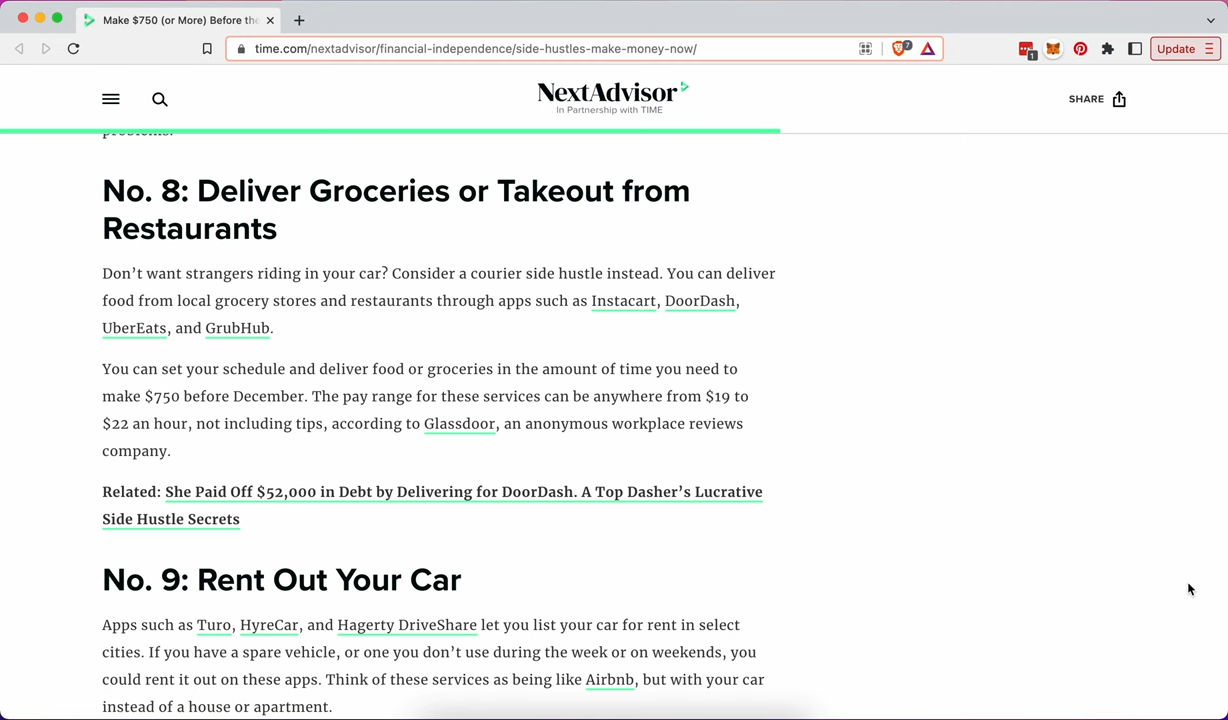 Make $750 (or More) Before the
time.com/nextadvisor/financial-independence/side-hustles-make-money-now/
7
1
Update
NextAdvisor
In Partnership with TIME
SHARE
problems.
No. 8: Deliver Groceries or Takeout from
Restaurants
Don’t want strangers riding in your car? Consider a courier side hustle instead. You can deliver
food from local grocery stores and restaurants through apps such as Instacart, DoorDash,
UberEats, and GrubHub.
You can set your schedule and deliver food or groceries in the amount of time you need to
make $750 before December. The pay range for these services can be anywhere from $19 to
$22 an hour, not including tips, according to Glassdoor, an anonymous workplace reviews
company.
Related: She Paid Off $52,000 in Debt by Delivering for DoorDash. A Top Dasher’s Lucrative
Side Hustle Secrets
No. 9: Rent Out Your Car
Apps such as Turo, HyreCar, and Hagerty DriveShare let you list your car for rent in select
cities. If you have a spare vehicle, or one you don’t use during the week or on weekends, you
could rent it out on these apps. Think of these services as being like Airbnb, but with your car
instead of a house or apartment.